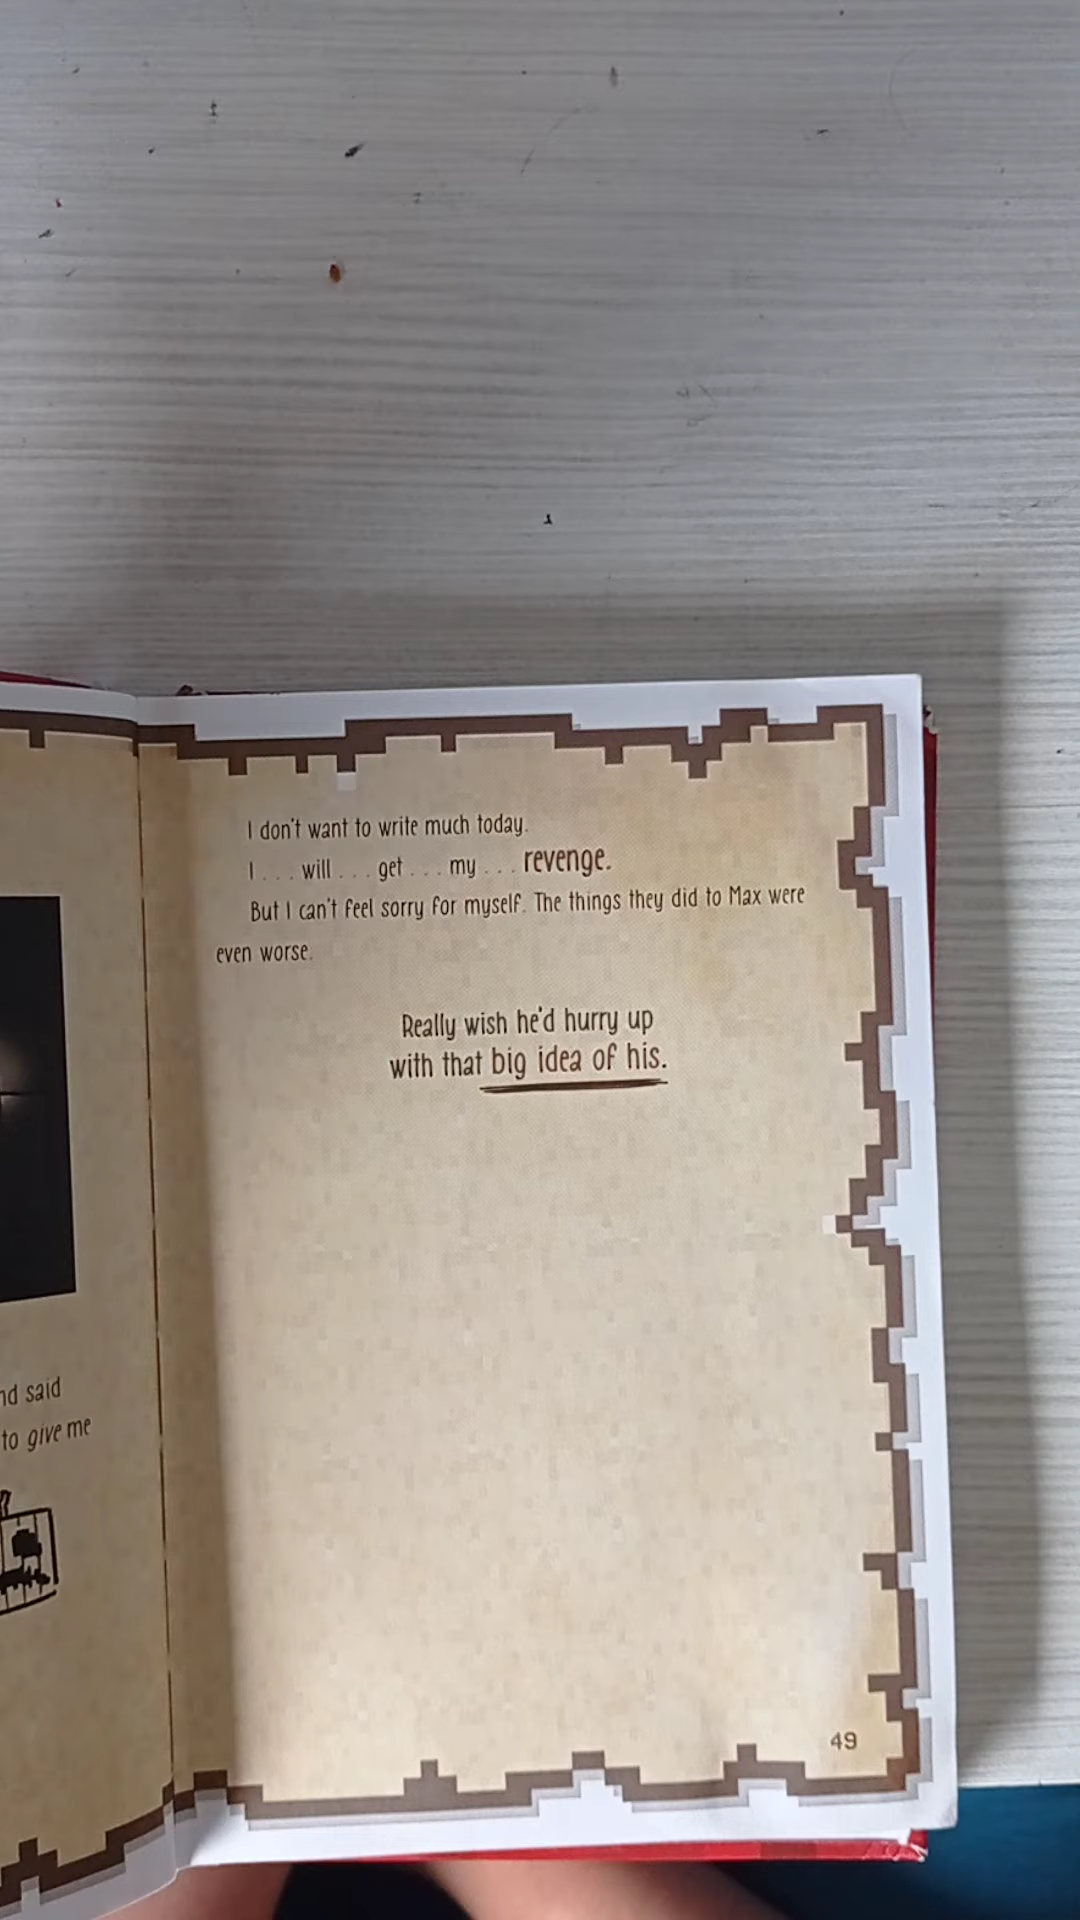 nd said
to give me
I don't want to write much today.
I . . . will . . . get . . . my . . . revenge.
But I can't feel sorry for myself. The things they did to Max were
even worse.
Really wish he'd hurry up
with that big idea of his.
49